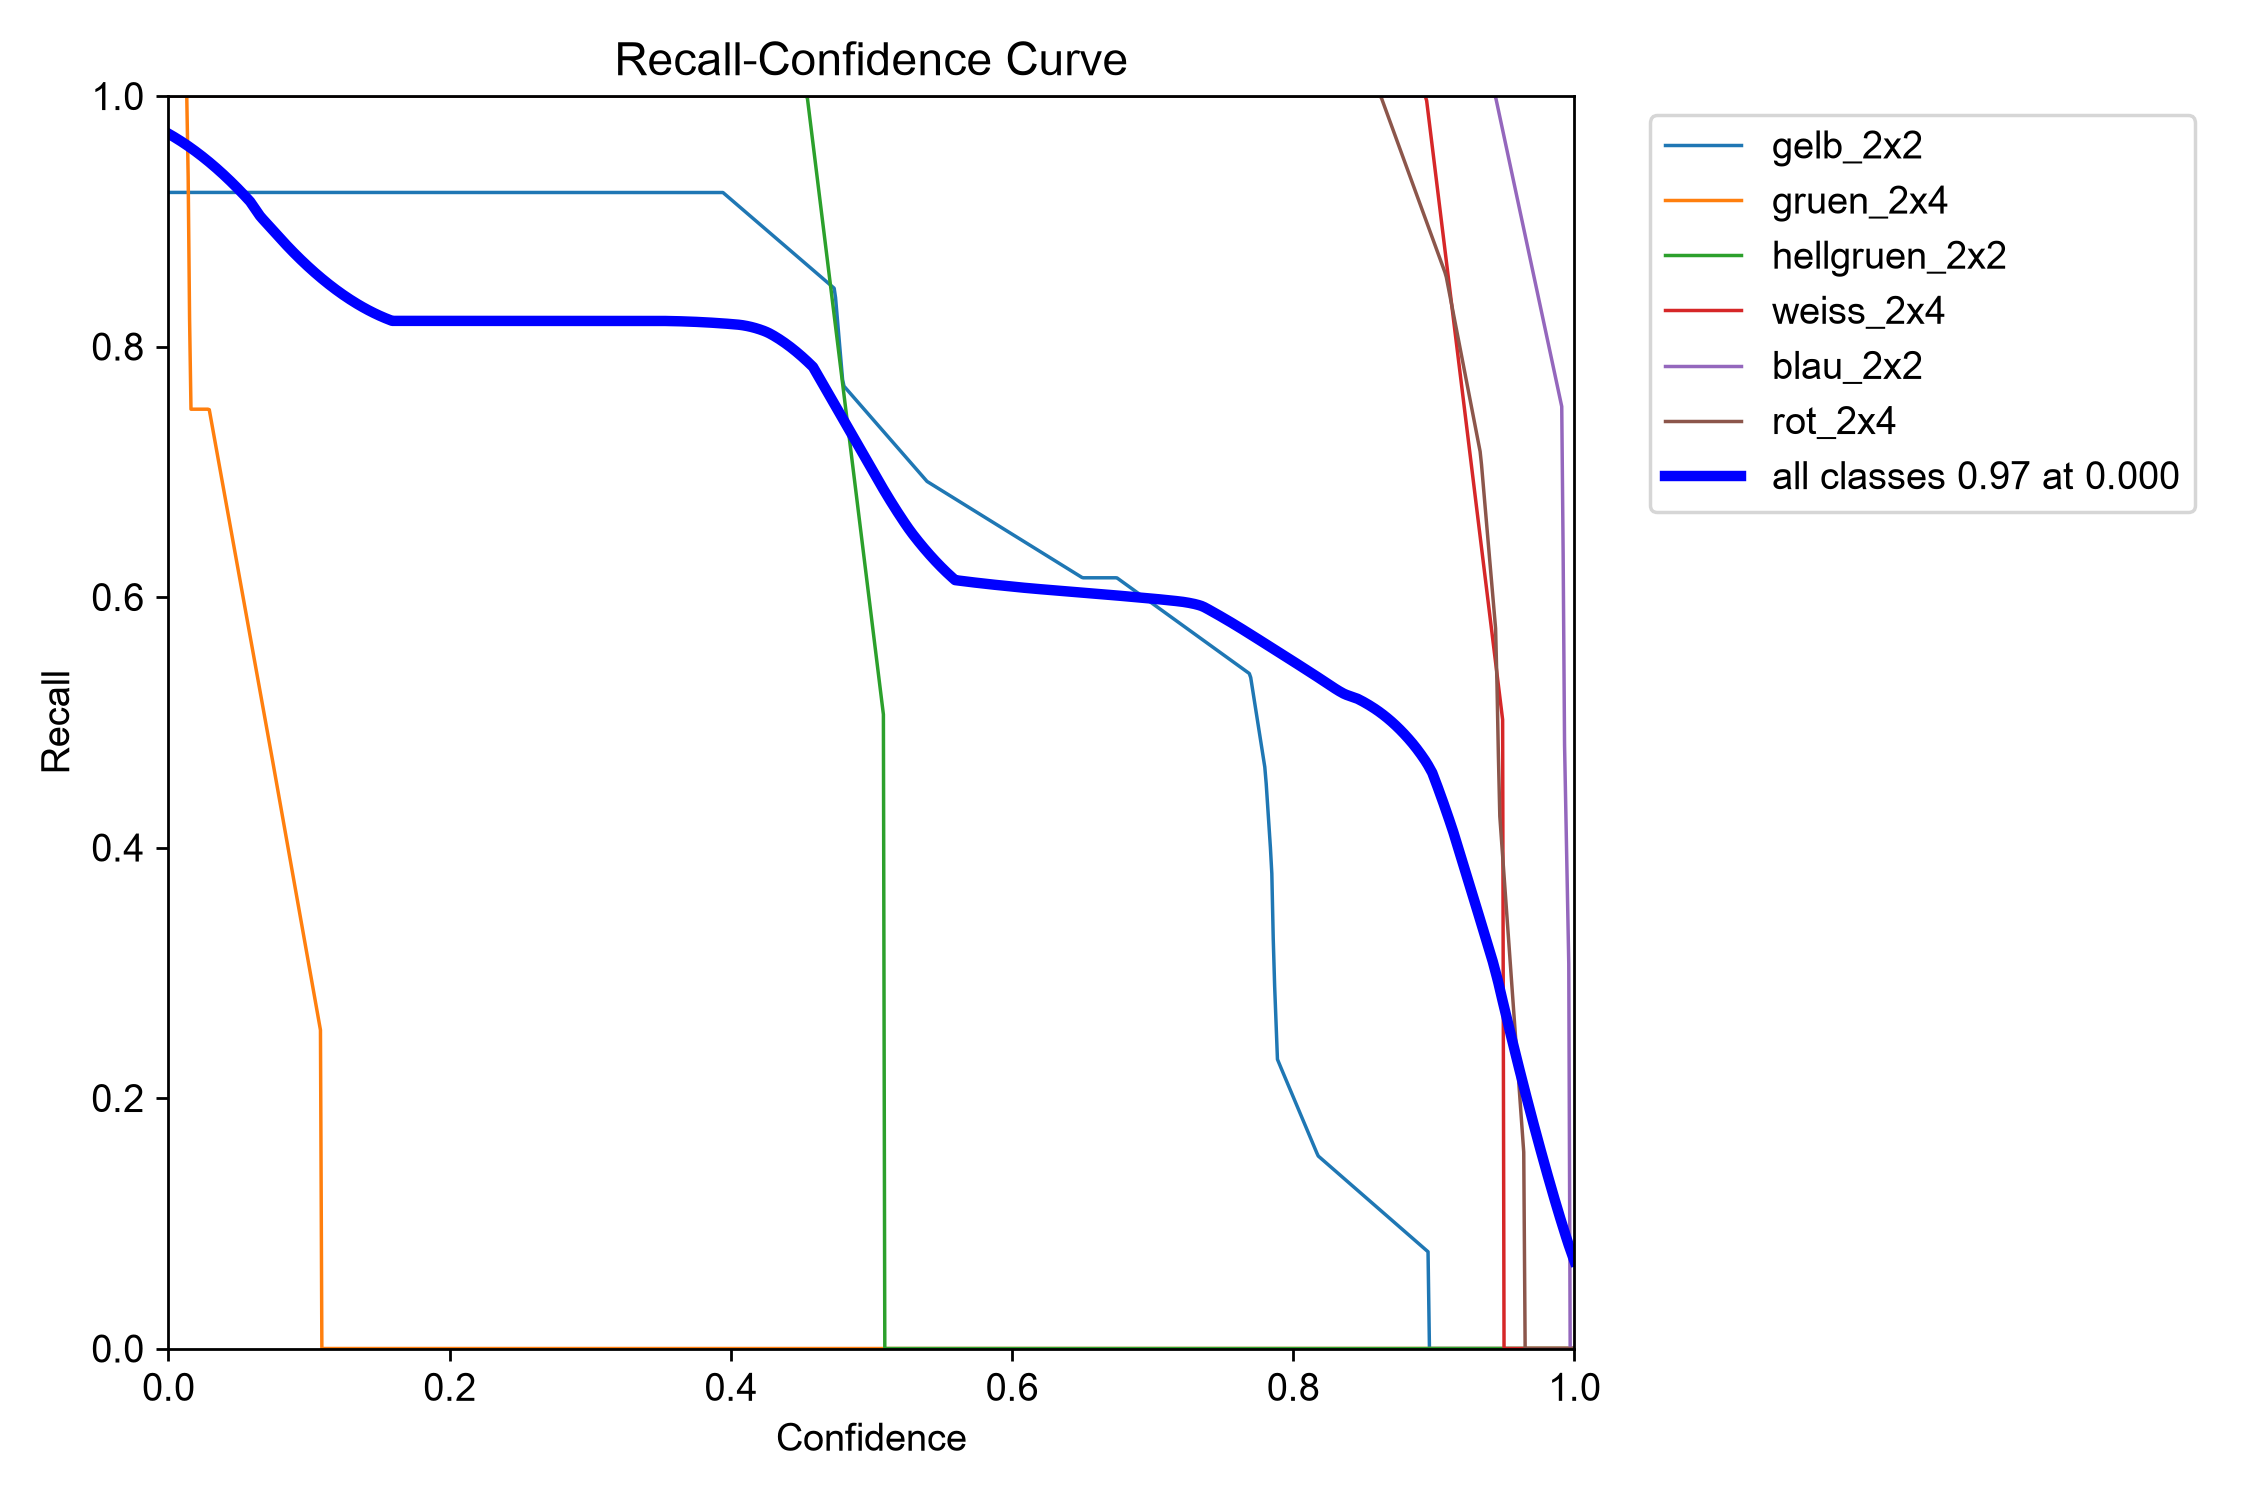 Recall-Confidence Curve
1.0
0.8
0.6
0.4
0.2
0.0
Recall
0.0 0.2 0.4 0.6 0.8 1.0
Confidence
gelb_2x2
gruen_2x4
hellgruen_2x2
weiss_2x4
blau_2x2
rot_2x4
all classes 0.97 at 0.000